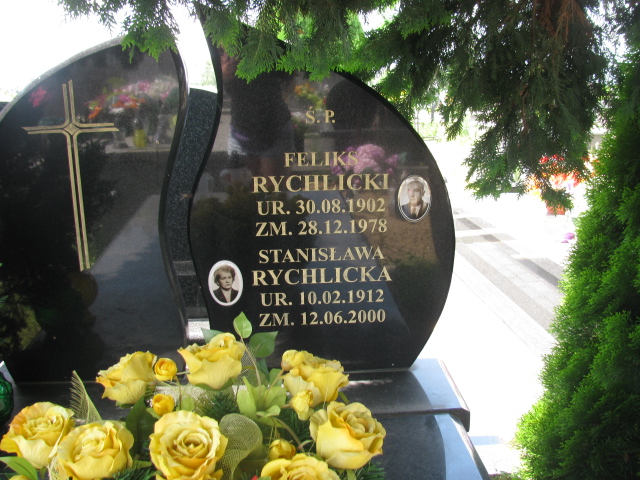 Ś.P.
FELIKS
RYCHLICKI
UR. 30.08.1902
ZM. 28.12.1978
STANISŁAWA
RYCHLICKA
UR. 10.02.1912
ZM. 12.06.2000